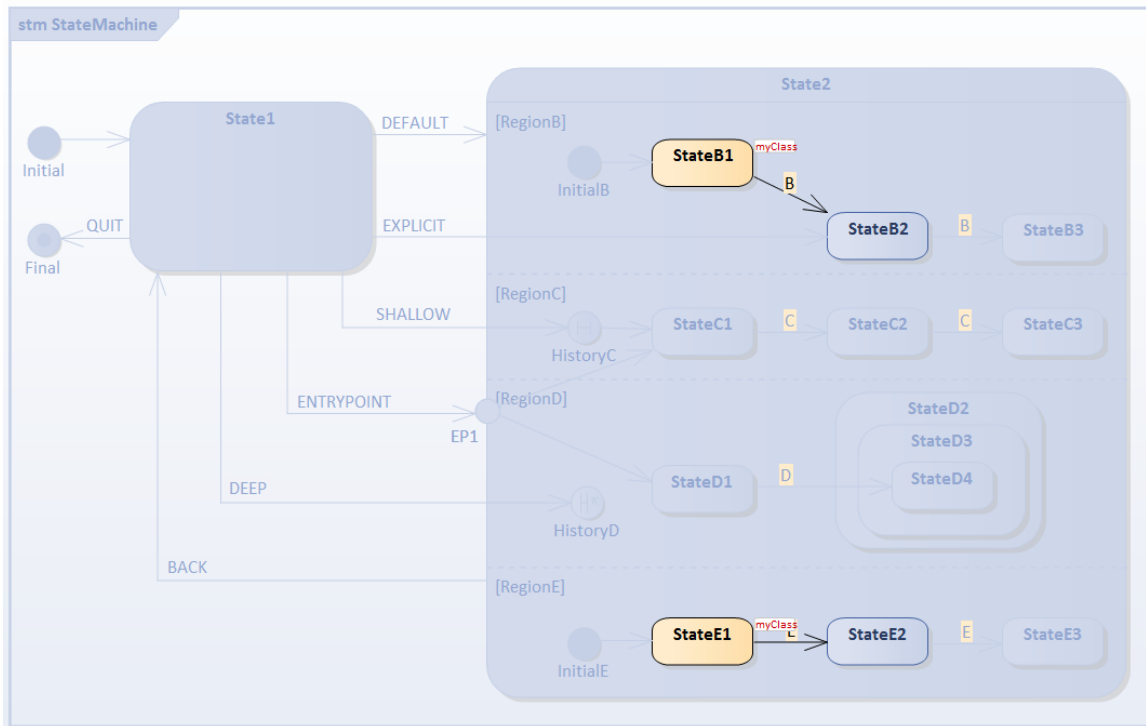 stm StateMachine
State2
State1
DEFAULT
[RegionB]
Initial
InitialB
StateB1
myClass
B
QUIT
Final
EXPLICIT
StateB2
B
StateB3
[RegionC]
SHALLOW
HistoryC
StateC1
C
StateC2
C
StateC3
ENTRYPOINT
EP1
[RegionD]
StateD2
StateD3
StateD1
D
StateD4
DEEP
HistoryD
BACK
[RegionE]
StateE1
myClass
E
StateE2
E
StateE3
InitialE